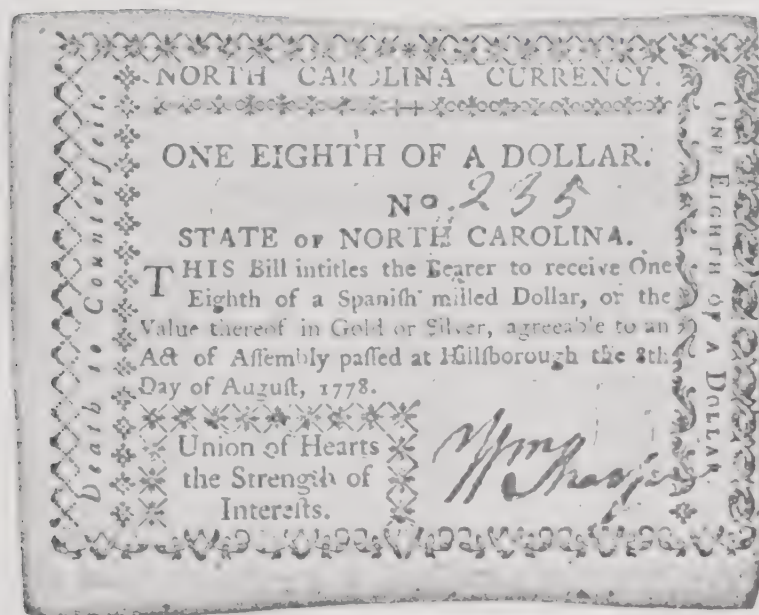 NORTH CAROLINA CURRENCY.
ONE EIGHTH OF A DOLLAR.
No. 235
STATE OF NORTH CAROLINA.
THIS Bill intitles the Bearer to receive One
Eighth of a Spaniſh milled Dollar, or the
Value thereof in Gold or Silver, agreeable to an
Act of Aſſembly paſſed at Hillſborough the 8th
Day of Auguſt, 1778.
Union of Hearts
the Strength of
Intereſts.
Wm Sharpe
Death to Counterfeit.
ONE EIGHTH OF A DOLLAR